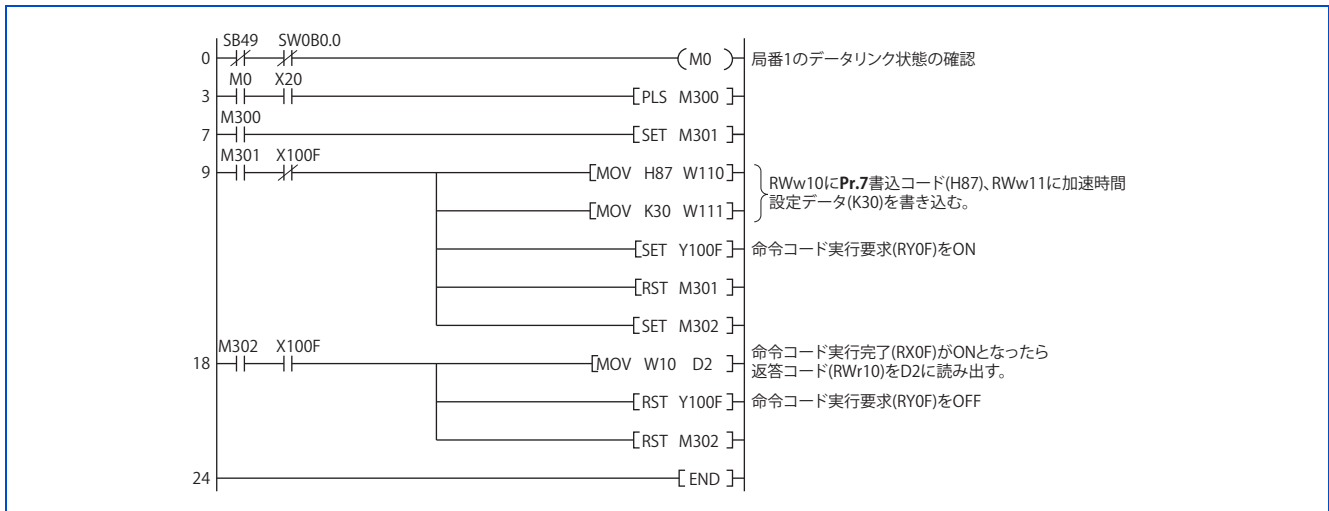 SB49 SW0B0.0
0 M0 局番1のデータリンク状態の確認
M0 X20
3 PLS M300
M300
7 SET M301
M301 X100F
9 MOV H87 W110
RWw10にPr.7書込コード(H87)、RWw11に加速時間
設定データ(K30)を書き込む。
MOV K30 W111
SET Y100F 命令コード実行要求(RY0F)をON
RST M301
SET M302
M302 X100F
18 MOV W10 D2 命令コード実行完了(RX0F)がONとなったら
返答コード(RWr10)をD2に読み出す。
RST Y100F 命令コード実行要求(RY0F)をOFF
RST M302
24 END